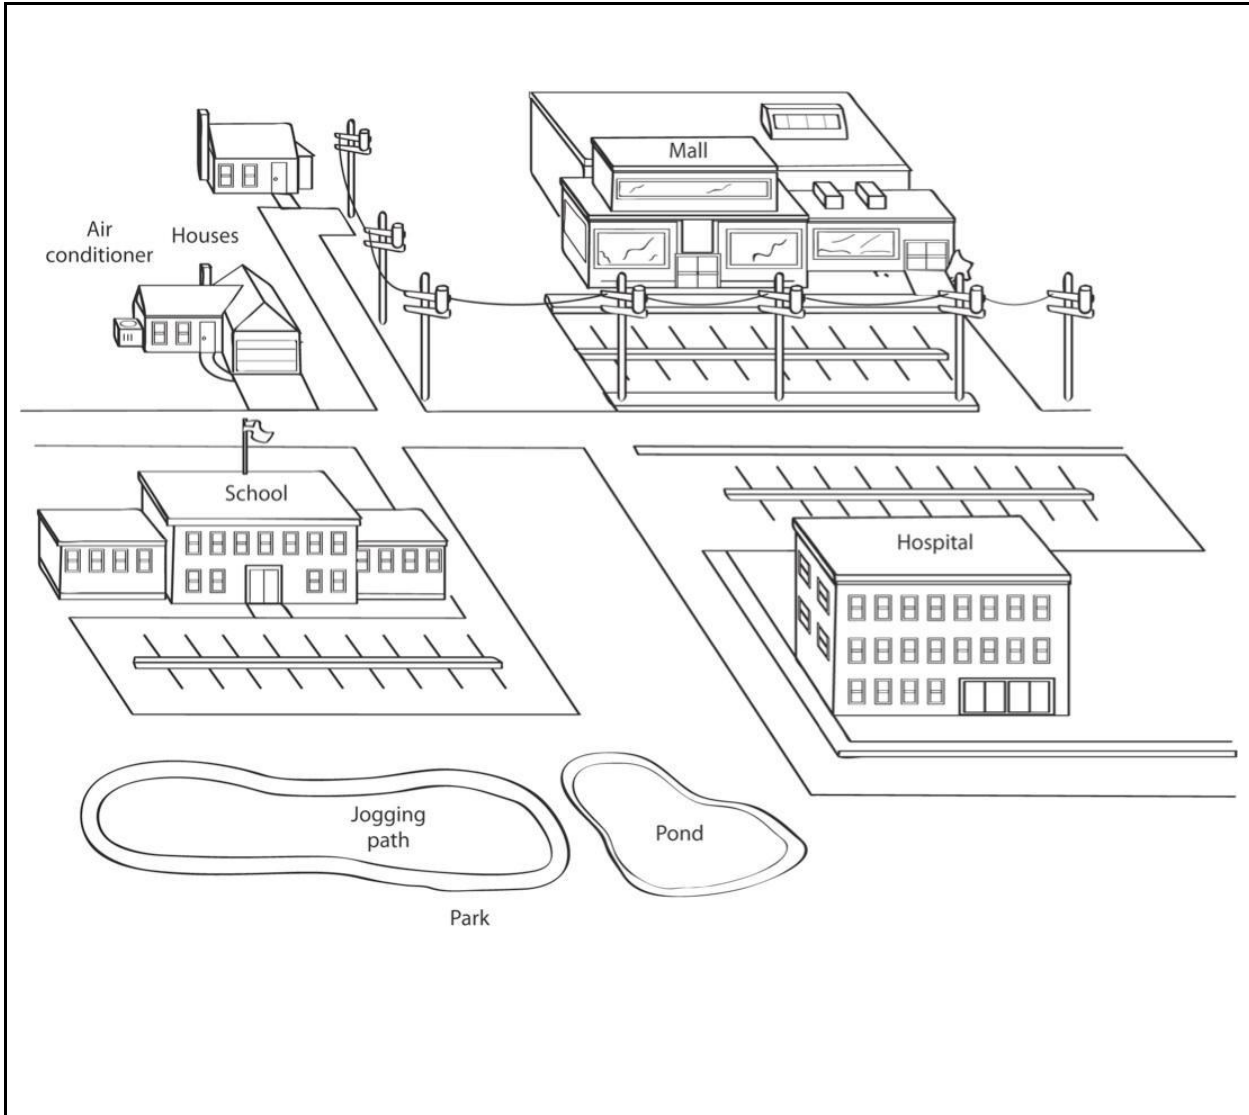 Mall
Air
conditioner
Houses
School
Hospital
Jogging
path
Pond
Park